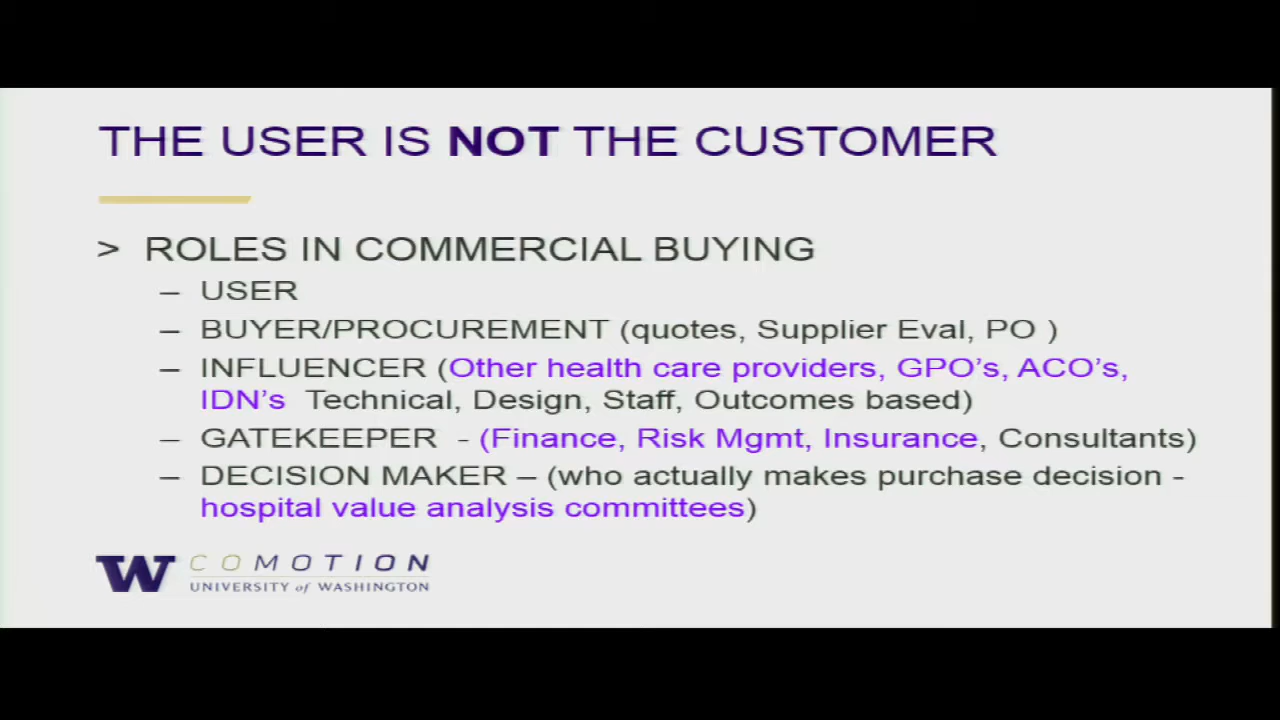 THE USER IS NOT THE CUSTOMER
> ROLES IN COMMERCIAL BUYING
– USER
– BUYER/PROCUREMENT (quotes, Supplier Eval, PO )
– INFLUENCER (Other health care providers, GPO's, ACO's,
IDN's Technical, Design, Staff, Outcomes based)
– GATEKEEPER - (Finance, Risk Mgmt, Insurance, Consultants)
– DECISION MAKER – (who actually makes purchase decision -
hospital value analysis committees)
W COMOTION
UNIVERSITY of WASHINGTON